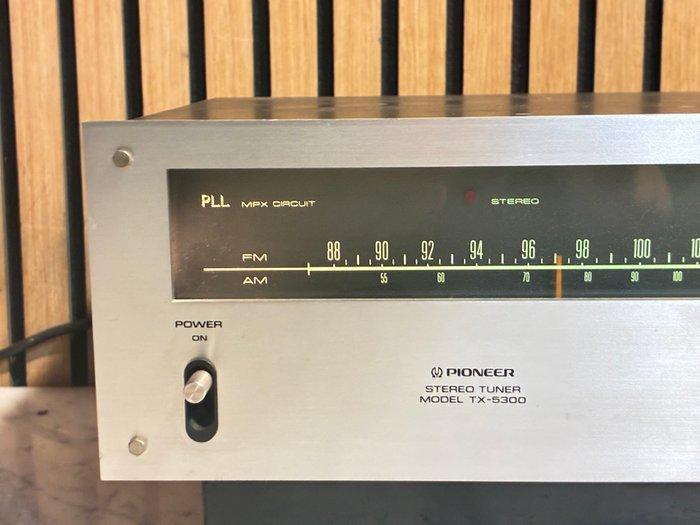 PLL MPX CIRCUIT STEREO
FM 88 90 92 94 96 98 100
AM 55 60 70 80 90 100
POWER
ON
PIONEER
STEREO TUNER
MODEL TX-5300